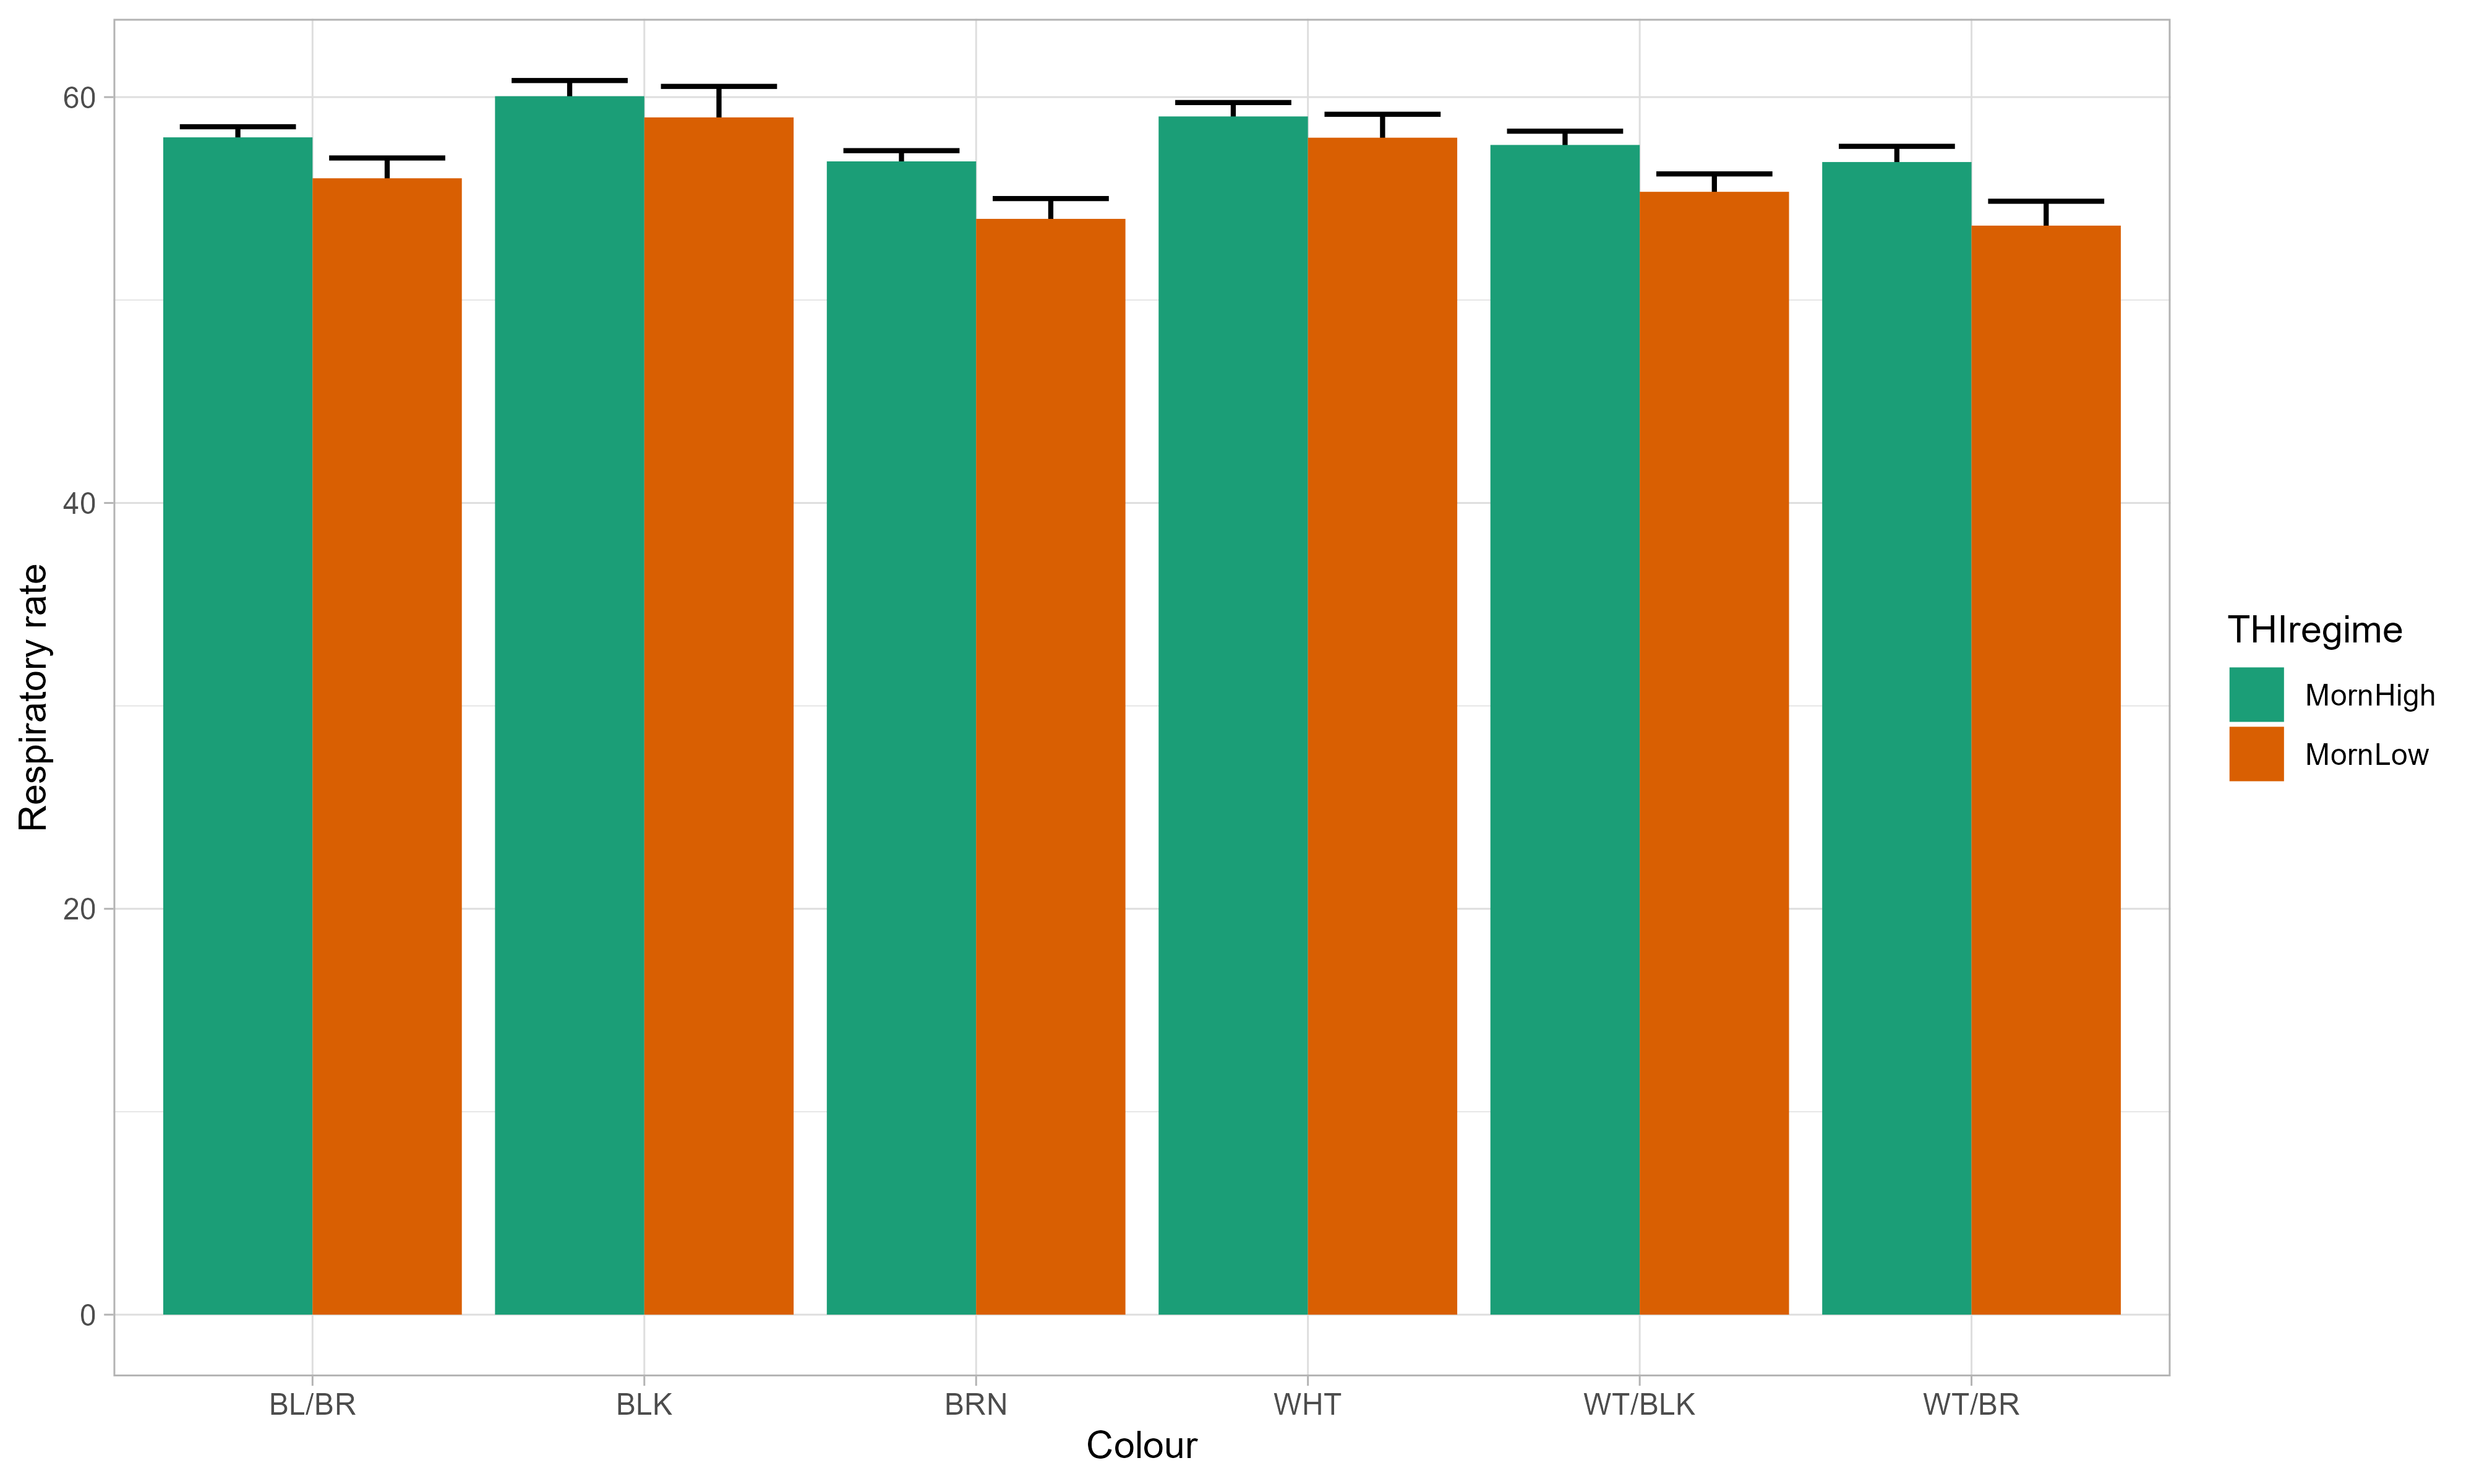 60
40
20
0
Respiratory rate
BL/BR BLK BRN WHT WT/BLK WT/BR
Colour
THIregime
MornHigh
MornLow